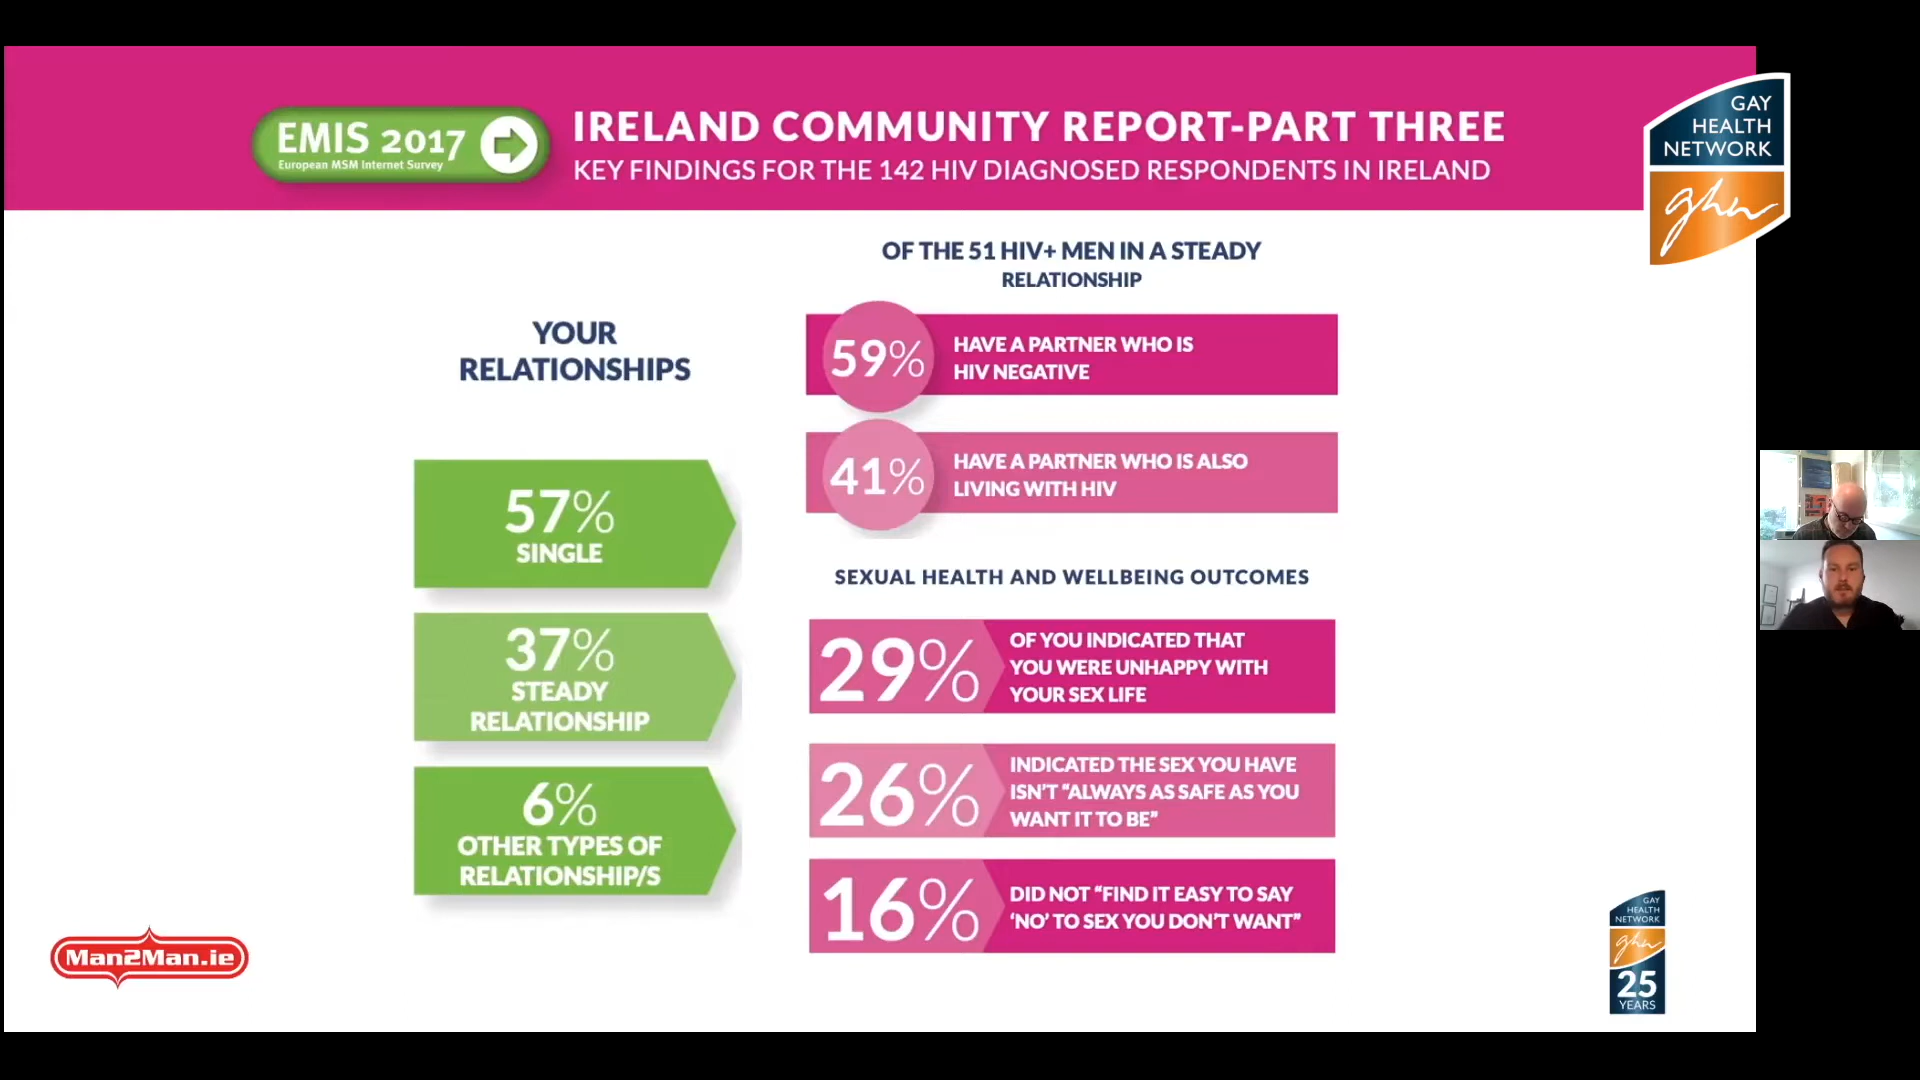 EMIS 2017
European MSM Internet Survey
IRELAND COMMUNITY REPORT-PART THREE
KEY FINDINGS FOR THE 142 HIV DIAGNOSED RESPONDENTS IN IRELAND
GAY
HEALTH
NETWORK
ghn
YOUR
RELATIONSHIPS
57%
SINGLE
37%
STEADY
RELATIONSHIP
6%
OTHER TYPES OF
RELATIONSHIP/S
OF THE 51 HIV+ MEN IN A STEADY
RELATIONSHIP
59%
HAVE A PARTNER WHO IS
HIV NEGATIVE
41%
HAVE A PARTNER WHO IS ALSO
LIVING WITH HIV
SEXUAL HEALTH AND WELLBEING OUTCOMES
29%
OF YOU INDICATED THAT
YOU WERE UNHAPPY WITH
YOUR SEX LIFE
26%
INDICATED THE SEX YOU HAVE
ISN'T “ALWAYS AS SAFE AS YOU
WANT IT TO BE”
16%
DID NOT “FIND IT EASY TO SAY
‘NO’ TO SEX YOU DON'T WANT”
Man2Man.ie
GAY
HEALTH
NETWORK
ghn
25
YEARS